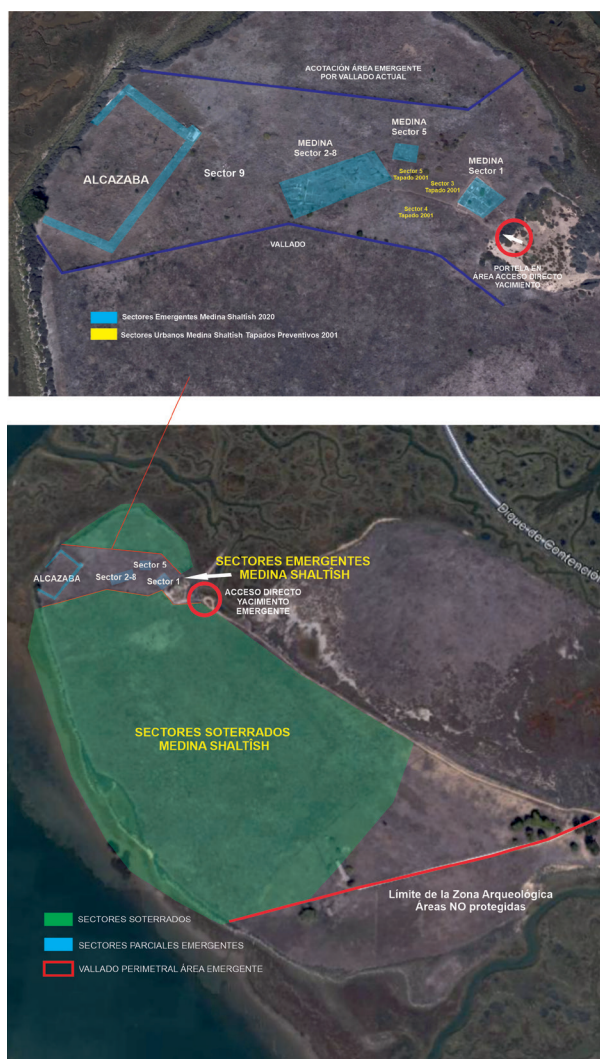 ACOTACIÓN ÁREA EMERGENTE
POR VALLADO ACTUAL
MEDINA
Sector 5
MEDINA
Sector 2-8
MEDINA
Sector 1
ALCAZABA
Sector 9
Sector 5
Tapado 2001
Sector 3
Tapado 2001
Sector 4
Tapado 2001
VALLADO
PORTELA EN
ÁREA ACCESO DIRECTO
YACIMIENTO
Sectores Emergentes Medina Shaltish 2020
Sectores Urbanos Medina Shaltish Tapados Preventivos 2001
Dique de Contención
SECTORES EMERGENTES
MEDINA SHALTÍSH
Sector 5
ALCAZABA
Sector 2-8
Sector 1
ACCESO DIRECTO
YACIMIENTO
EMERGENTE
SECTORES SOTERRADOS
MEDINA SHALTÍSH
Límite de la Zona Arqueológica
Áreas NO protegidas
SECTORES SOTERRADOS
SECTORES PARCIALES EMERGENTES
VALLADO PERIMETRAL ÁREA EMERGENTE